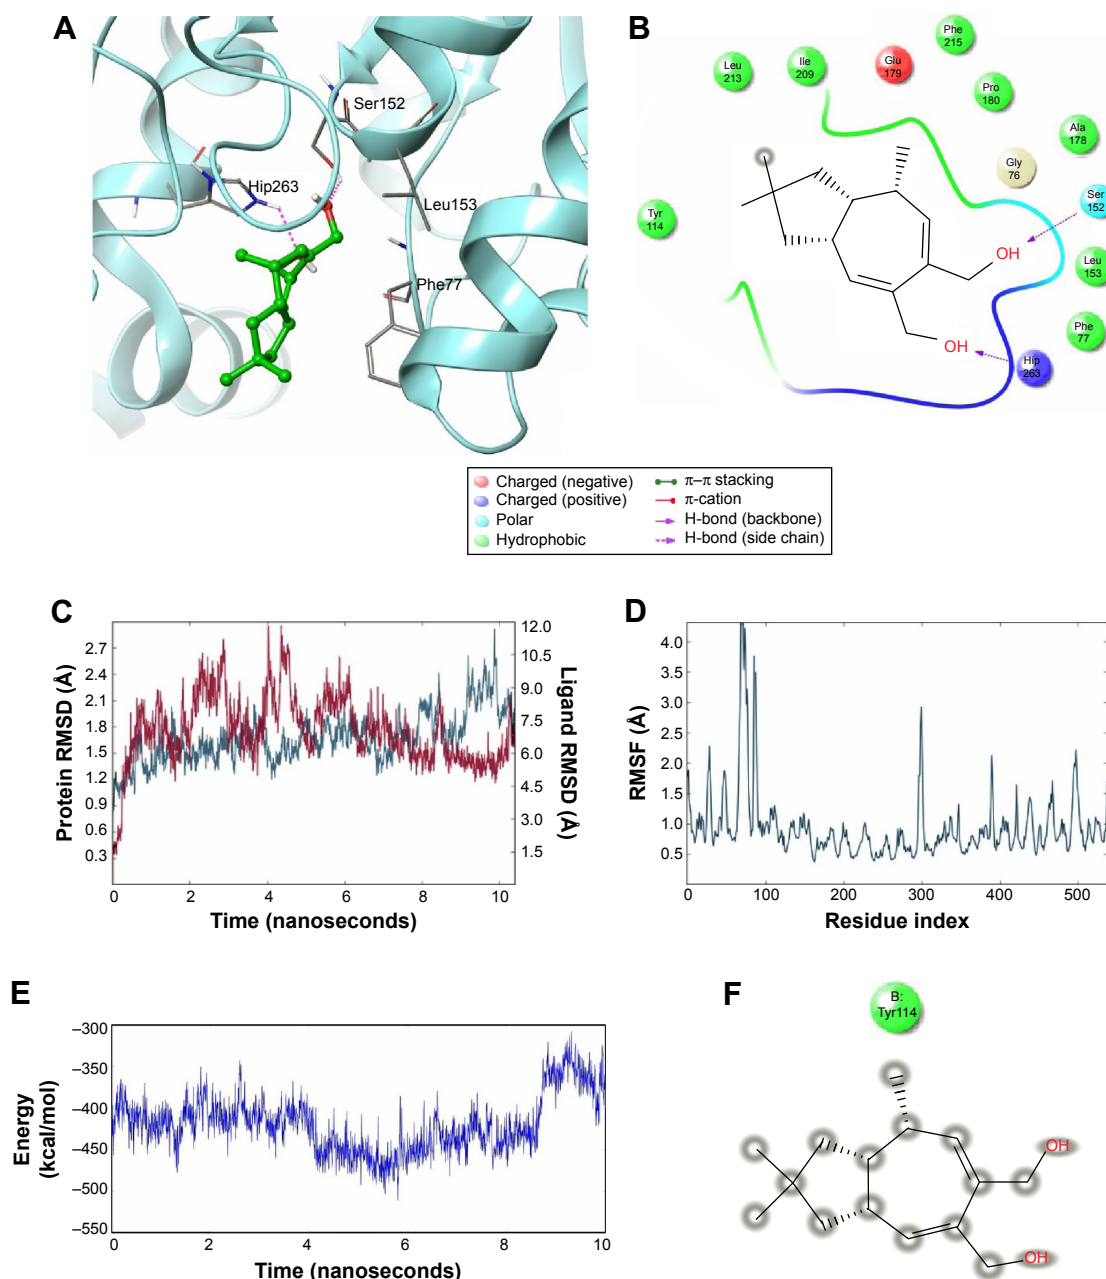 A
Ser152
Hip263
Leu153
Phe77
B
Phe
215
Leu
213
Ile
209
Glu
179
Pro
180
Ala
178
Gly
76
Ser
152
Tyr
114
OH
Leu
153
Phe
77
OH
Hip
263
Charged (negative)
Charged (positive)
Polar
Hydrophobic
π–π stacking
π-cation
H-bond (backbone)
H-bond (side chain)
C
Protein RMSD (Å)
2.7
2.4
2.1
1.8
1.5
1.2
0.9
0.6
0.3
12.0
10.5
9.0
7.5
6.0
4.5
3.0
1.5
Ligand RMSD (Å)
0 2 4 6 8 10
Time (nanoseconds)
D
RMSF (Å)
4.0
3.5
3.0
2.5
2.0
1.5
1.0
0.5
0 100 200 300 400 500
Residue index
E
Energy
(kcal/mol)
–300
–350
–400
–450
–500
–550
0 2 4 6 8 10
Time (nanoseconds)
F
B:
Tyr114
OH
OH